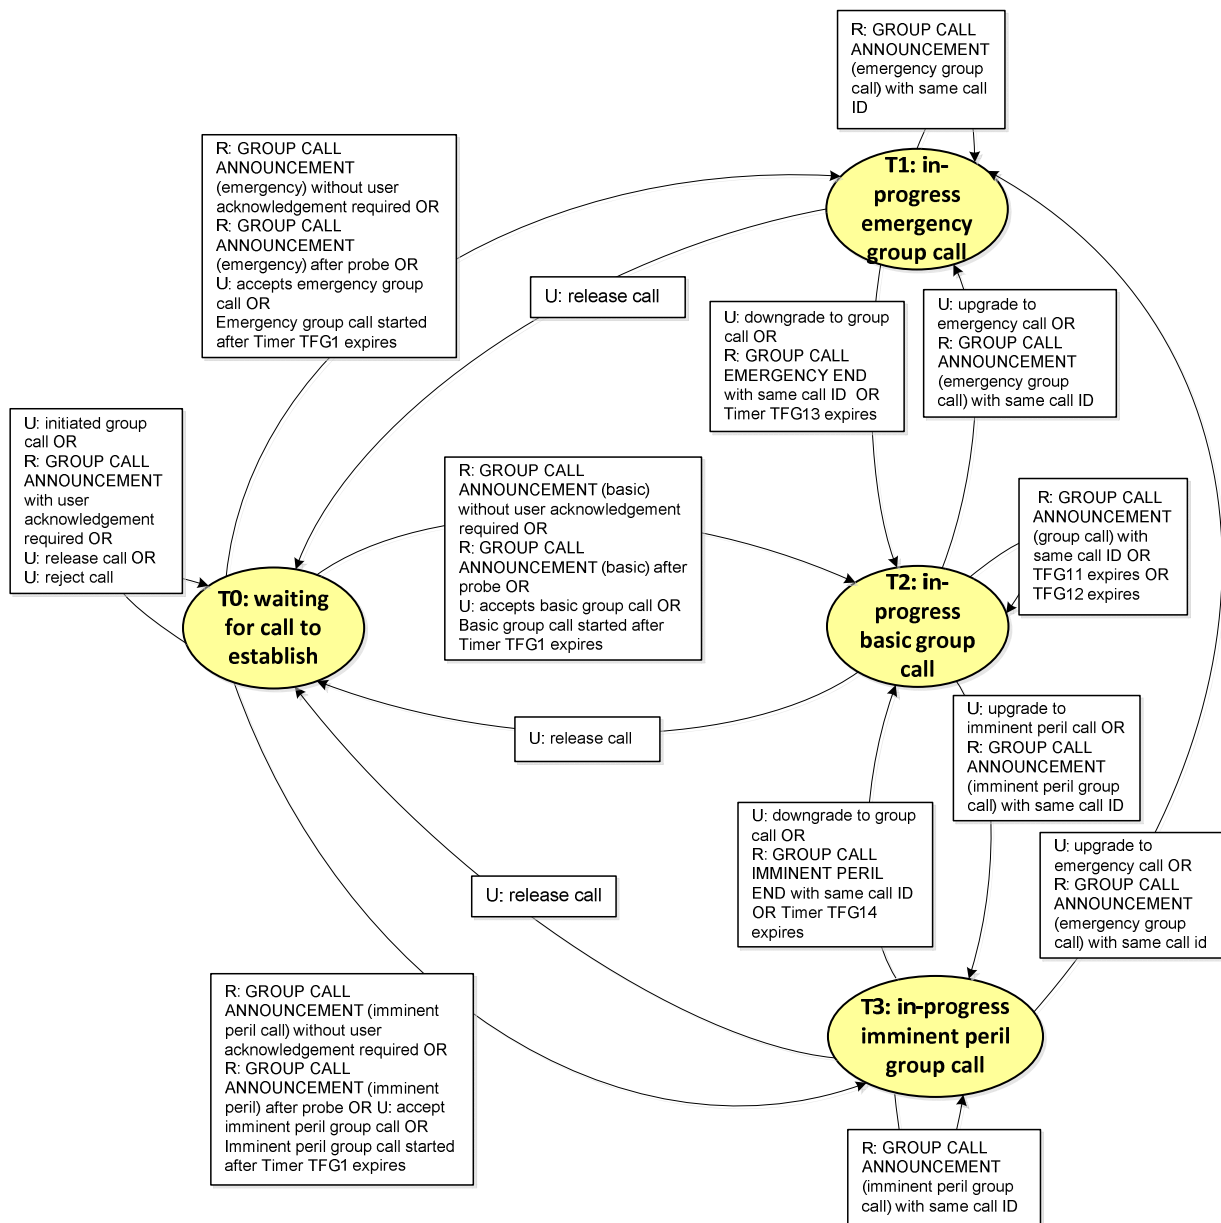 R: GROUP CALL
ANNOUNCEMENT
(emergency group
call) with same call
ID
R: GROUP CALL
ANNOUNCEMENT
(emergency) without user
acknowledgement required OR
R: GROUP CALL
ANNOUNCEMENT
(emergency) after probe OR
U: accepts emergency group
call OR
Emergency group call started
after Timer TFG1 expires
T1: in-
progress
emergency
group call
U: release call
U: downgrade to group
call OR
R: GROUP CALL
EMERGENCY END
with same call ID OR
Timer TFG13 expires
U: upgrade to
emergency call OR
R: GROUP CALL
ANNOUNCEMENT
(emergency group
call) with same call ID
U: initiated group
call OR
R: GROUP CALL
ANNOUNCEMENT
with user
acknowledgement
required OR
U: release call OR
U: reject call
R: GROUP CALL
ANNOUNCEMENT (basic)
without user acknowledgement
required OR
R: GROUP CALL
ANNOUNCEMENT (basic) after
probe OR
U: accepts basic group call OR
Basic group call started after
Timer TFG1 expires
R: GROUP CALL
ANNOUNCEMENT
(group call) with
same call ID OR
TFG11 expires OR
TFG12 expires
T0: waiting
for call to
establish
T2: in-
progress
basic group
call
U: release call
U: upgrade to
imminent peril call OR
R: GROUP CALL
ANNOUNCEMENT
(imminent peril group
call) with same call ID
U: downgrade to group
call OR
R: GROUP CALL
IMMINENT PERIL
END with same call ID
OR Timer TFG14
expires
U: upgrade to
emergency call OR
R: GROUP CALL
ANNOUNCEMENT
(emergency group
call) with same call id
U: release call
R: GROUP CALL
ANNOUNCEMENT (imminent
peril call) without user
acknowledgement required OR
R: GROUP CALL
ANNOUNCEMENT (imminent
peril) after probe OR U: accept
imminent peril group call OR
Imminent peril group call started
after Timer TFG1 expires
T3: in-progress
imminent peril
group call
R: GROUP CALL
ANNOUNCEMENT
(imminent peril group
call) with same call ID